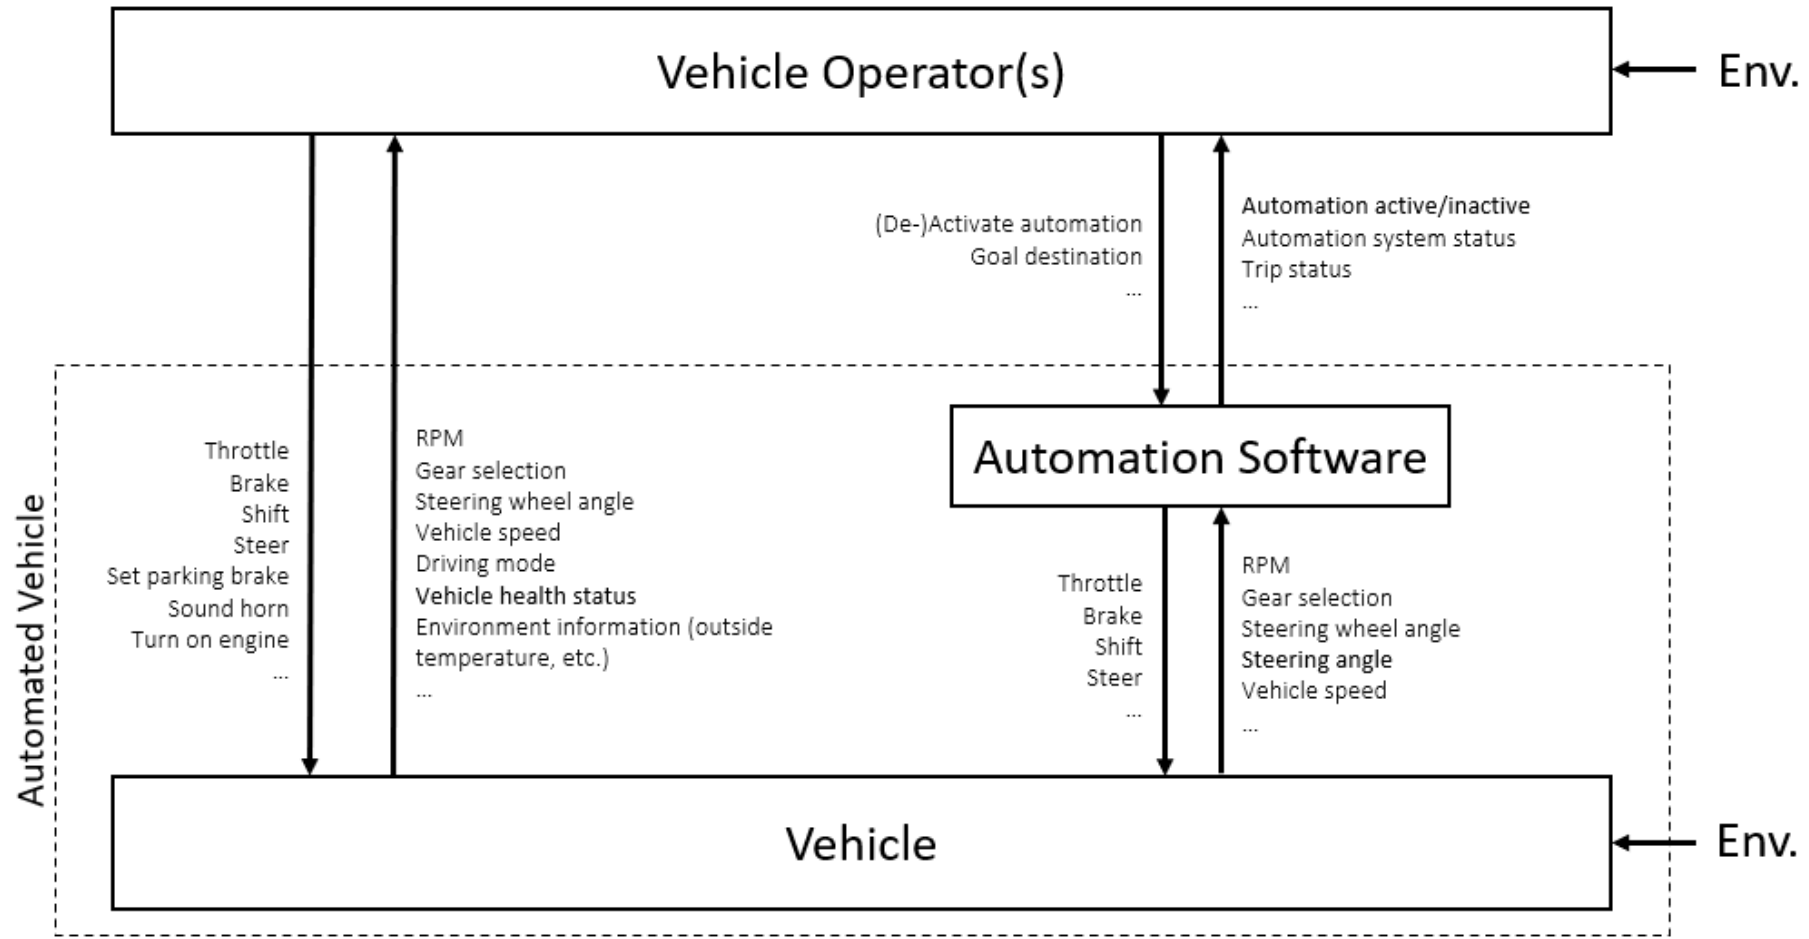 Vehicle Operator(s)
Env.
(De-)Activate automation
Goal destination
...
Automation active/inactive
Automation system status
Trip status
...
Automated Vehicle
Throttle
Brake
Shift
Steer
Set parking brake
Sound horn
Turn on engine
...
RPM
Gear selection
Steering wheel angle
Vehicle speed
Driving mode
Vehicle health status
Environment information (outside
temperature, etc.)
...
Automation Software
Throttle
Brake
Shift
Steer
...
RPM
Gear selection
Steering wheel angle
Steering angle
Vehicle speed
...
Vehicle
Env.